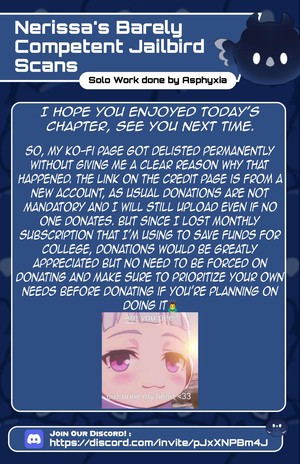 Nerissa's Barely
Competent Jailbird
Scans
Solo Work done by Asphyxia
I HOPE YOU ENJOYED TODAY'S
CHAPTER, SEE YOU NEXT TIME.
SO, MY KO-FI PAGE GOT DELISTED PERMANENTLY
WITHOUT GIVING ME A CLEAR REASON WHY THAT
HAPPENED. THE LINK ON THE CREDIT PAGE IS FROM A
NEW ACCOUNT, AS USUAL DONATIONS ARE NOT
MANDATORY AND I WILL STILL UPLOAD EVEN IF NO
ONE DONATES. BUT SINCE I LOST MONTHLY
SUBSCRIPTION THAT I'M USING TO SAVE FUNDS FOR
COLLEGE, DONATIONS WOULD BE GREATLY
APPRECIATED BUT NO NEED TO BE FORCED ON
DONATING AND MAKE SURE TO PRIORITIZE YOUR OWN
NEEDS BEFORE DONATING IF YOU'RE PLANNING ON
DOING IT
my heart <33
JOIN OUR DISCORD! :
https://discord.com/invite/pJxXNPBm4J